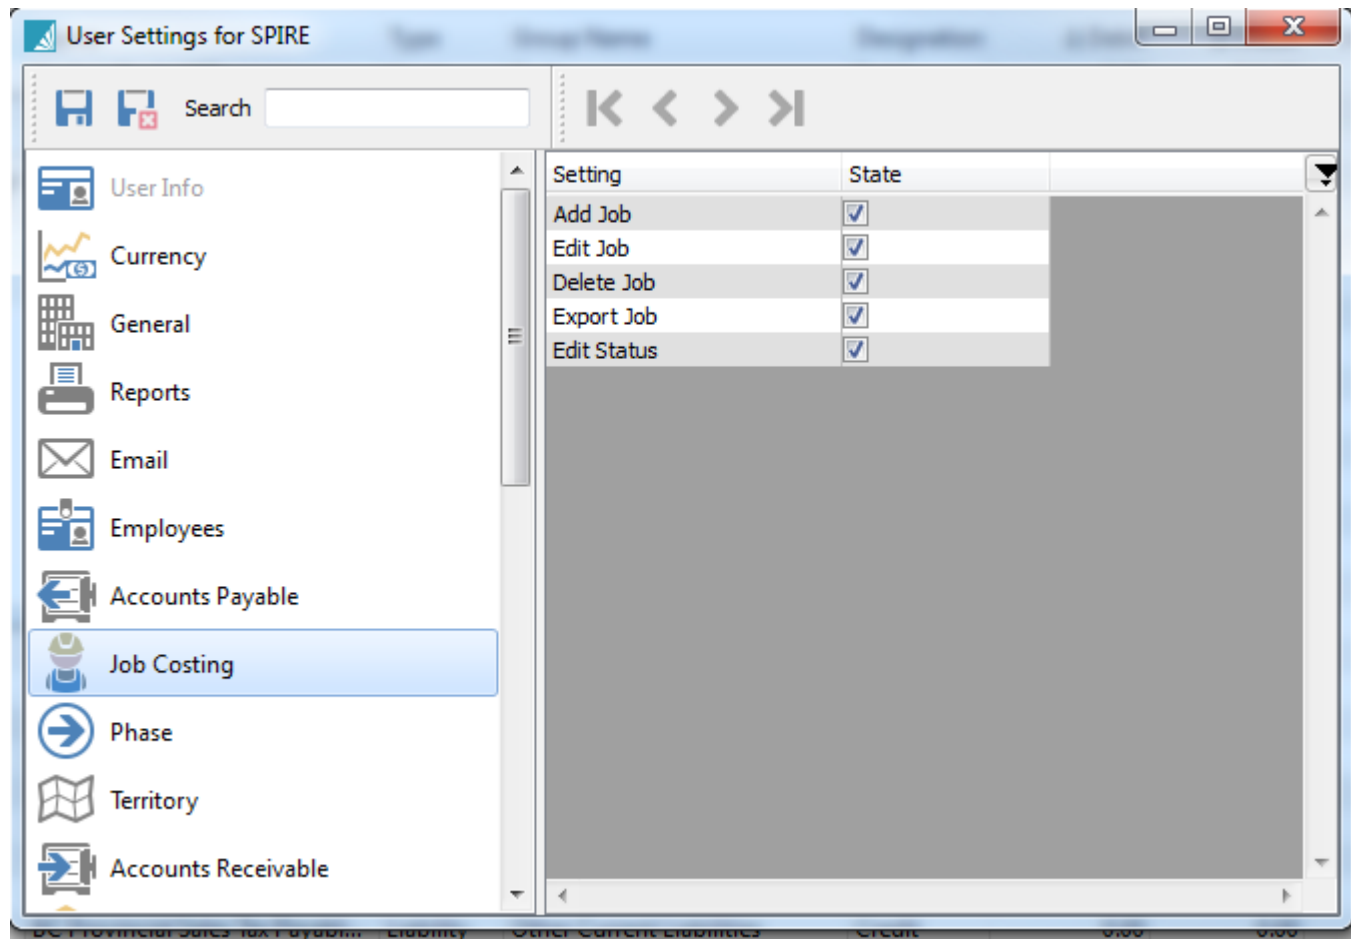 User Settings for SPIRE
Search
User Info
Currency
General
Reports
Email
Employees
Accounts Payable
Job Costing
Phase
Territory
Accounts Receivable
Setting State
Add Job
Edit Job
Delete Job
Export Job
Edit Status